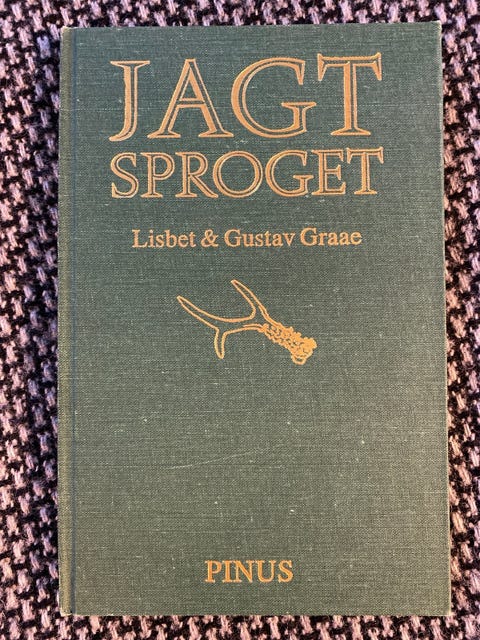 JAGT
SPROGET
Lisbet & Gustav Graae
PINUS